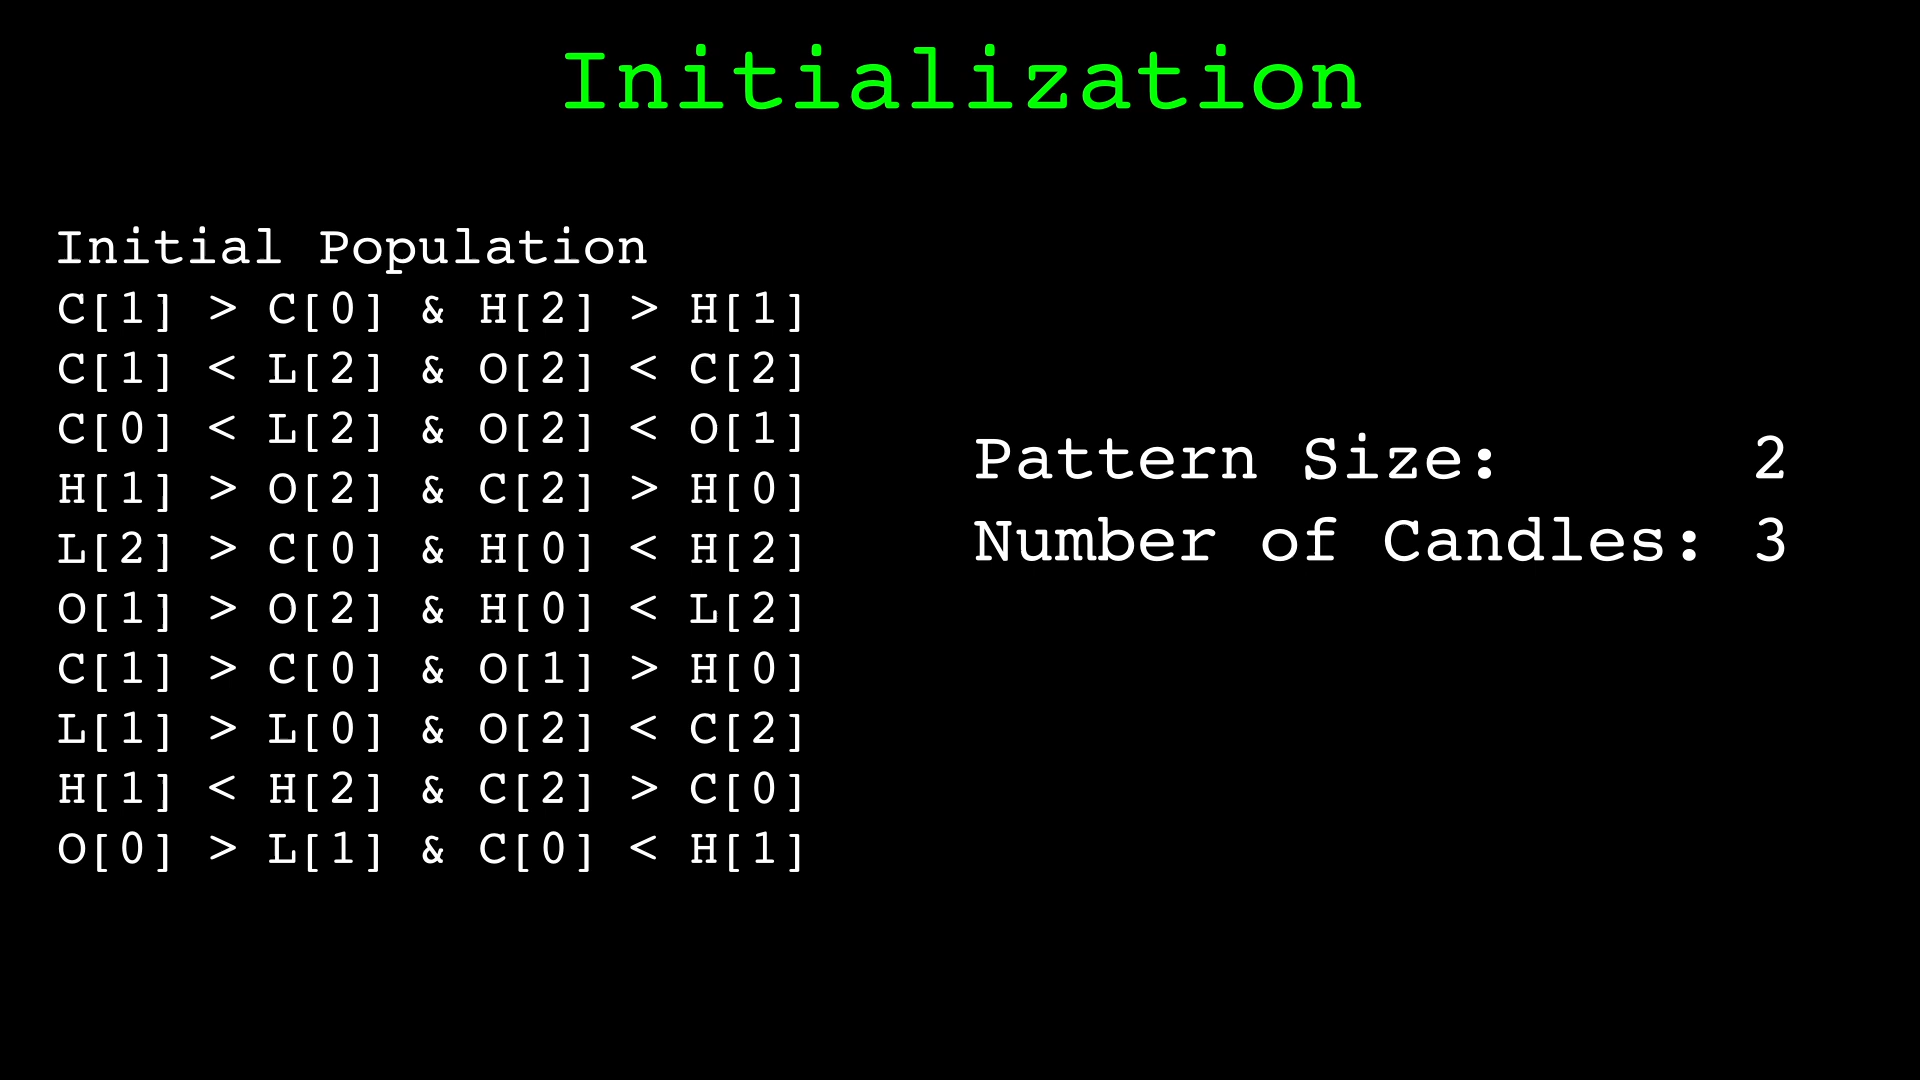 Initialization
Initial Population
C[1] > C[0] & H[2] > H[1]
C[1] < L[2] & O[2] < C[2]
C[0] < L[2] & O[2] < O[1]
H[1] > O[2] & C[2] > H[0]
L[2] > C[0] & H[0] < H[2]
O[1] > O[2] & H[0] < L[2]
C[1] > C[0] & O[1] > H[0]
L[1] > L[0] & O[2] < C[2]
H[1] < H[2] & C[2] > C[0]
O[0] > L[1] & C[0] < H[1]
Pattern Size: 2
Number of Candles: 3